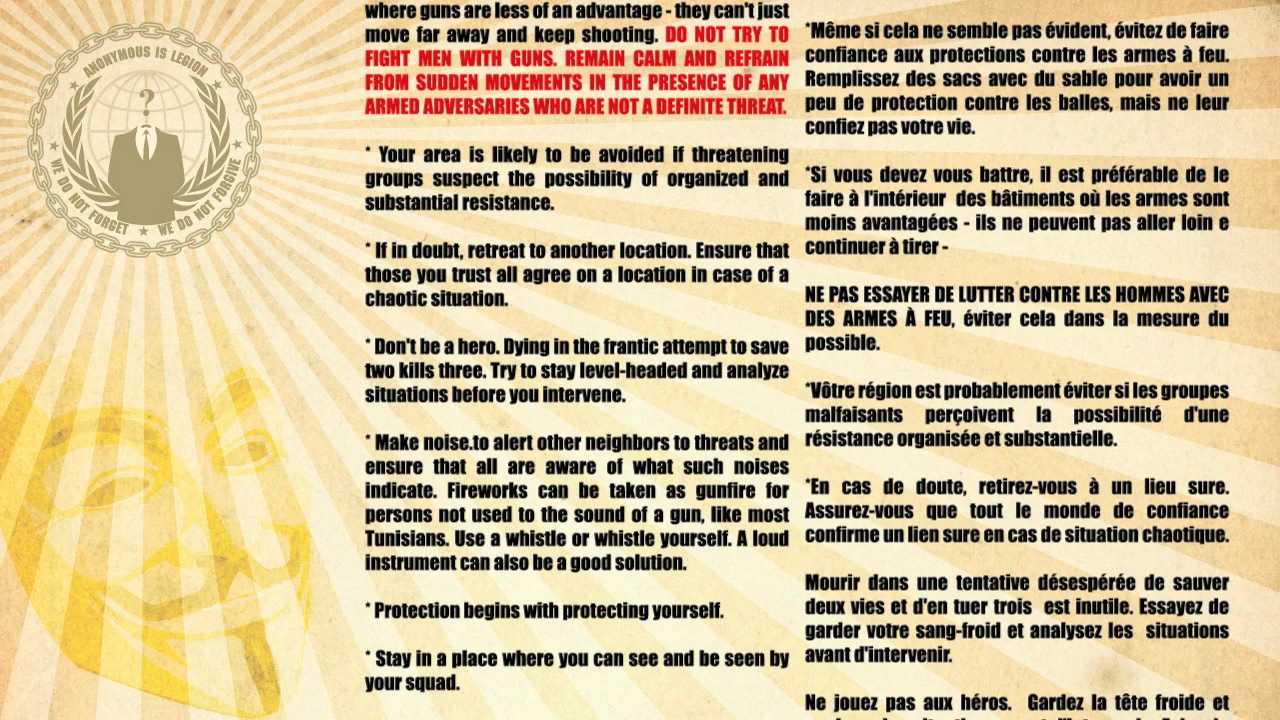 ANONYMOUS IS LEGION
?
WE DO NOT FORGET ★ WE DO NOT FORGIVE
where guns are less of an advantage - they can't just
move far away and keep shooting. DO NOT TRY TO
FIGHT MEN WITH GUNS. REMAIN CALM AND REFRAIN
FROM SUDDEN MOVEMENTS IN THE PRESENCE OF ANY
ARMED ADVERSARIES WHO ARE NOT A DEFINITE THREAT.
* Your area is likely to be avoided if threatening
groups suspect the possibility of organized and
substantial resistance.
* If in doubt, retreat to another location. Ensure that
those you trust all agree on a location in case of a
chaotic situation.
* Don't be a hero. Dying in the frantic attempt to save
two kills three. Try to stay level-headed and analyze
situations before you intervene.
* Make noise.to alert other neighbors to threats and
ensure that all are aware of what such noises
indicate. Fireworks can be taken as gunfire for
persons not used to the sound of a gun, like most
Tunisians. Use a whistle or whistle yourself. A loud
instrument can also be a good solution.
* Protection begins with protecting yourself.
* Stay in a place where you can see and be seen by
your squad.
*Même si cela ne semble pas évident, évitez de faire
confiance aux protections contre les armes à feu.
Remplissez des sacs avec du sable pour avoir un
peu de protection contre les balles, mais ne leur
confiez pas votre vie.
*Si vous devez vous battre, il est préférable de le
faire à l'intérieur des bâtiments où les armes sont
moins avantagées - ils ne peuvent pas aller loin e
continuer à tirer -
NE PAS ESSAYER DE LUTTER CONTRE LES HOMMES AVEC
DES ARMES À FEU, éviter cela dans la mesure du
possible.
*Vôtre région est probablement éviter si les groupes
malfaisants perçoivent la possibilité d'une
résistance organisée et substantielle.
*En cas de doute, retirez-vous à un lieu sure.
Assurez-vous que tout le monde de confiance
confirme un lien sure en cas de situation chaotique.
Mourir dans une tentative désespérée de sauver
deux vies et d'en tuer trois est inutile. Essayez de
garder votre sang-froid et analysez les situations
avant d'intervenir.
Ne jouez pas aux héros. Gardez la tête froide et